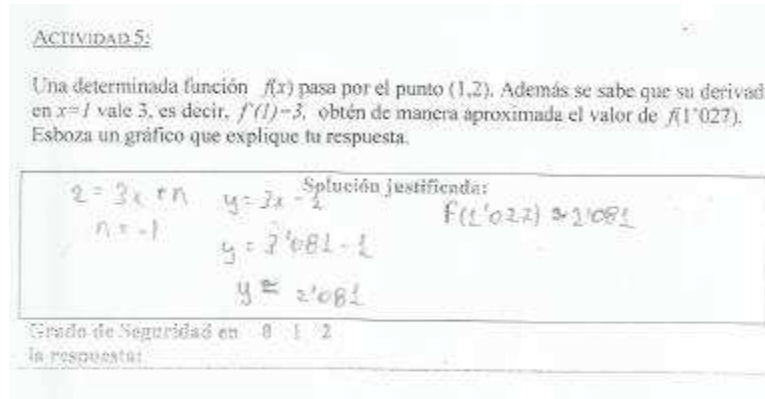 ACTIVIDAD 5:
Una determinada función f(x) pasa por el punto (1,2). Además se sabe que su derivad
en x=1 vale 3, es decir, f'(1)=3, obtén de manera aproximada el valor de f(1'027).
Esboza un gráfico que explique tu respuesta.
Solución justificada:
2 = 3x + n
y = 3x - 1
f(1'027) ≈ 2'081
n = -1
y = 3'081 - 1
y ≈ 2'081
Grado de Seguridad en 0 1 2
la respuesta: